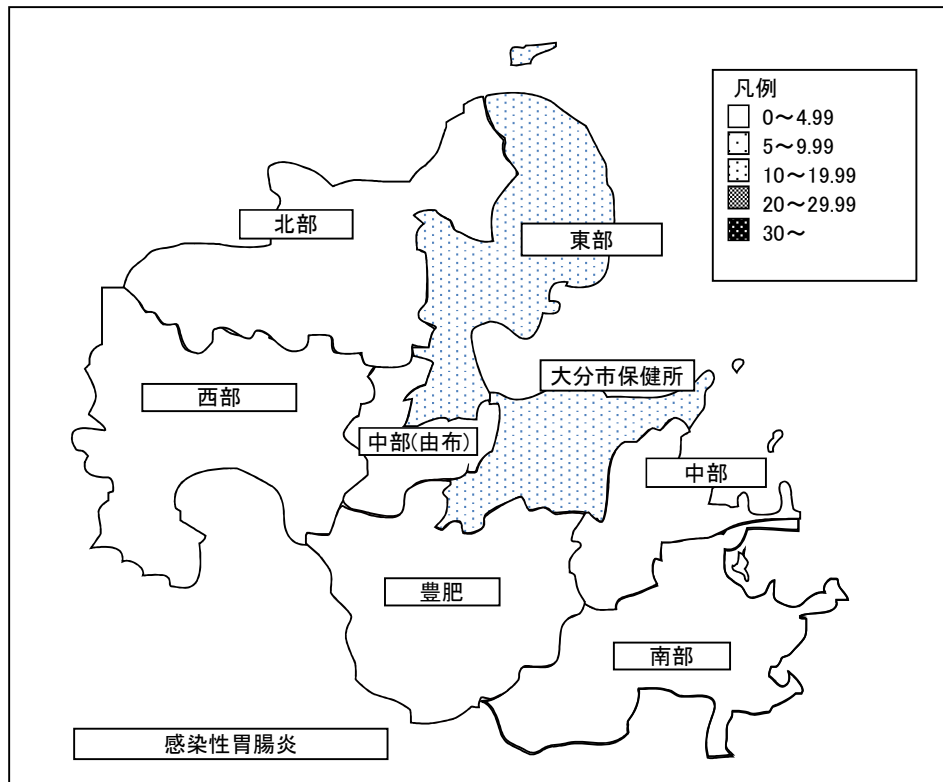 凡例
0～4.99
5～9.99
10～19.99
20～29.99
30～
北部
東部
大分市保健所
西部
中部(由布)
中部
豊肥
南部
感染性胃腸炎